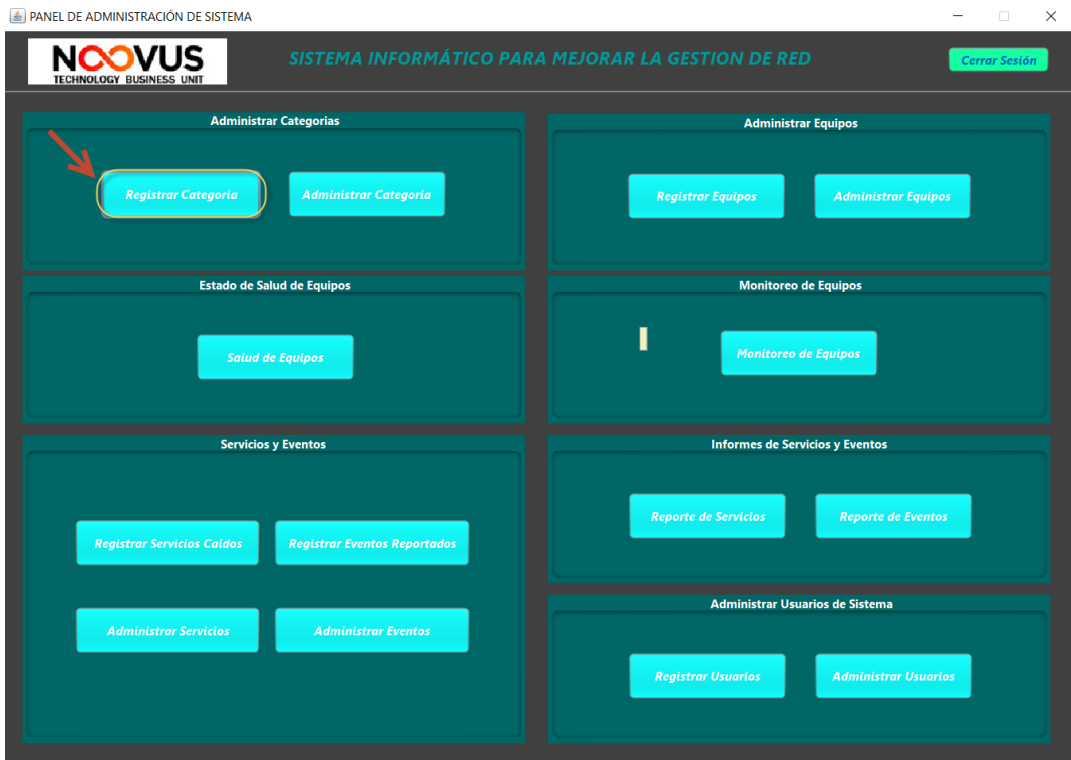 PANEL DE ADMINISTRACIÓN DE SISTEMA
NOOVUS
TECHNOLOGY BUSINESS UNIT
SISTEMA INFORMÁTICO PARA MEJORAR LA GESTION DE RED
Cerrar Sesión
Administrar Categorias
Registrar Categoria
Administrar Categoria
Administrar Equipos
Registrar Equipos
Administrar Equipos
Estado de Salud de Equipos
Salud de Equipos
Monitoreo de Equipos
Monitoreo de Equipos
Servicios y Eventos
Registrar Servicios Caidos
Registrar Eventos Reportados
Administrar Servicios
Administrar Eventos
Informes de Servicios y Eventos
Reporte de Servicios
Reporte de Eventos
Administrar Usuarios de Sistema
Registrar Usuarios
Administrar Usuarios